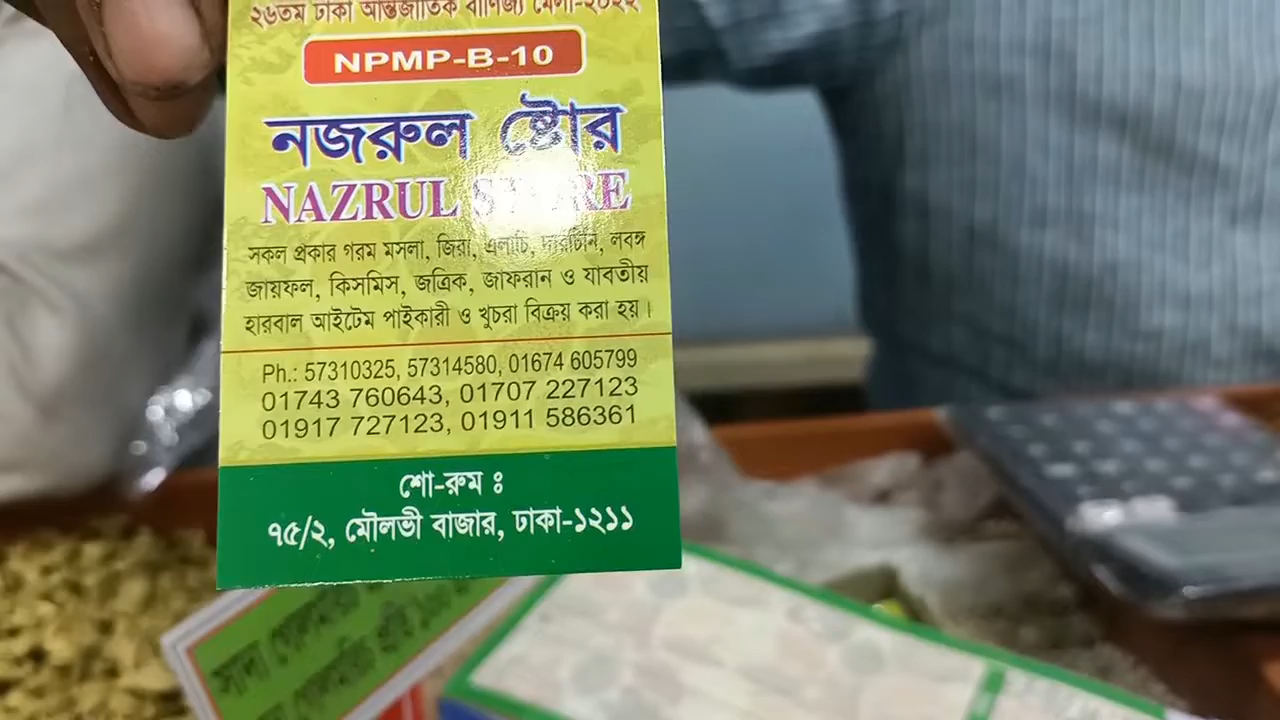 ২৬তম ঢাকা আন্তর্জাতিক বাণিজ্য মেলা-২০২২
NPMP-B-10
নজরুল ষ্টোর
NAZRUL STORE
সকল প্রকার গরম মসলা, জিরা, এলাচি, দারচিনি, লবঙ্গ
জায়ফল, কিসমিস, জত্রিক, জাফরান ও যাবতীয়
হারবাল আইটেম পাইকারী ও খুচরা বিক্রয় করা হয়।
Ph.: 57310325, 57314580, 01674 605799
01743 760643, 01707 227123
01917 727123, 01911 586361
শো-রুম ঃ
৭৫/২, মৌলভী বাজার, ঢাকা-১২১১
সাদা